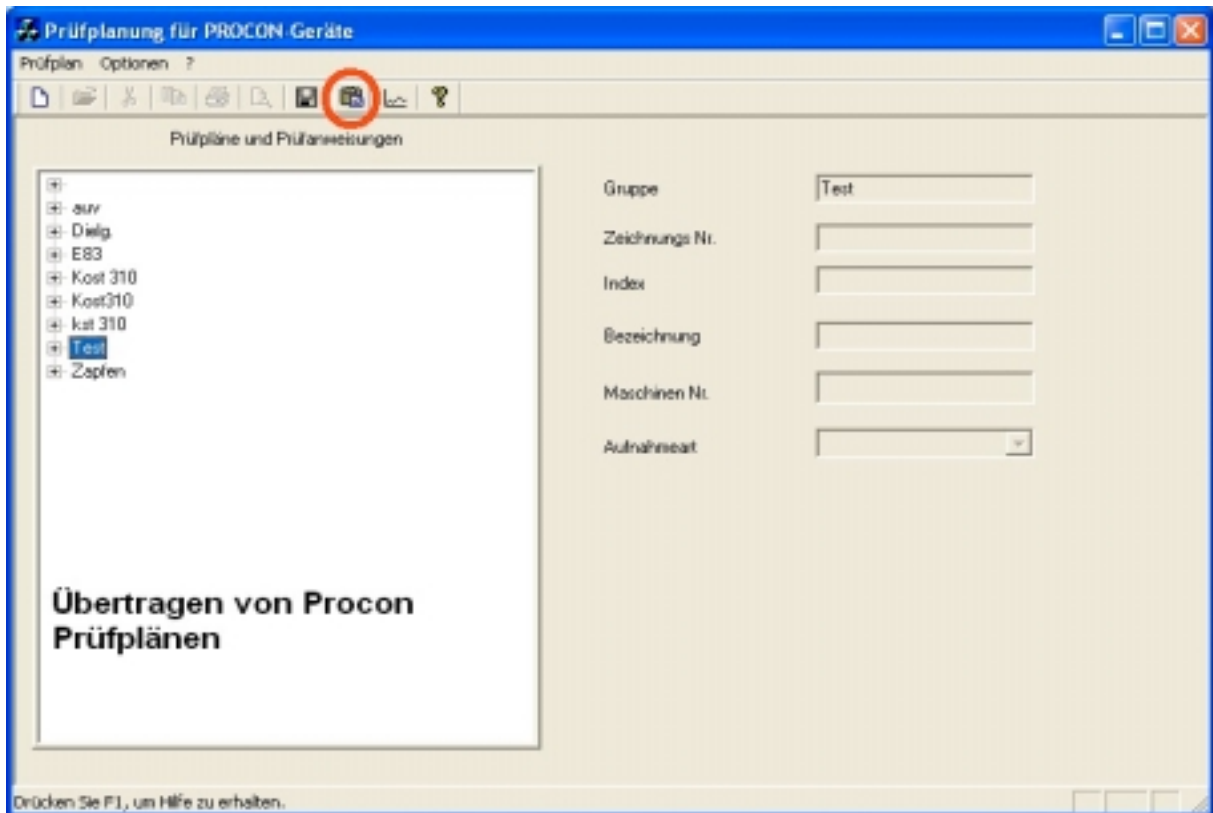 Prüfplanung für PROCON-Geräte
Prüfplan Optionen ?
Prüfpläne und Prüfanweisungen
auv
Dielg.
E83
Kost 310
Kost310
kst 310
Test
Zapfen
Übertragen von Procon
Prüfplänen
Gruppe Test
Zeichnungs Nr.
Index
Bezeichnung
Maschinen Nr.
Aufnahmeart
Drücken Sie F1, um Hilfe zu erhalten.